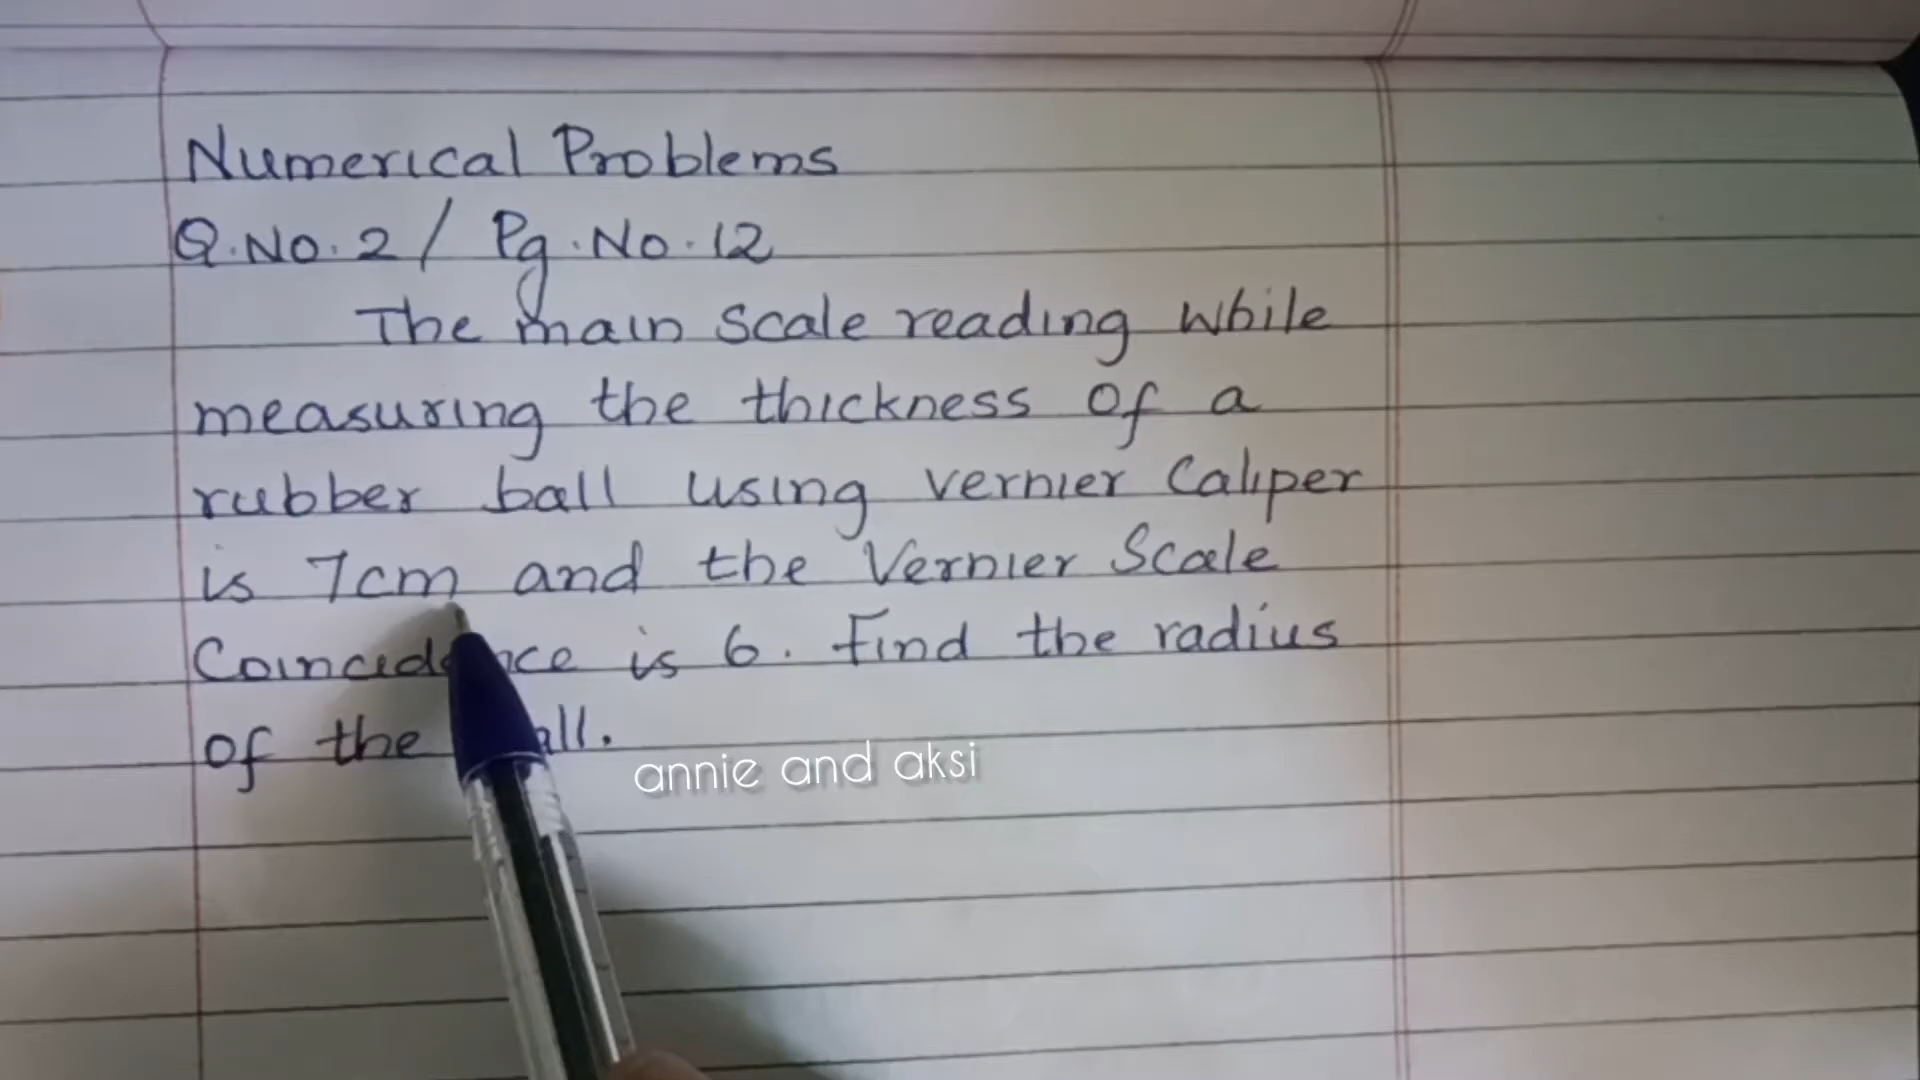 Numerical Problems
Q.No.2/ Pg.No.12
The main scale reading while
measuring the thickness of a
rubber ball using vernier caliper
is 7cm and the Vernier Scale
is 6. Find the radius
of the
annie and aksi